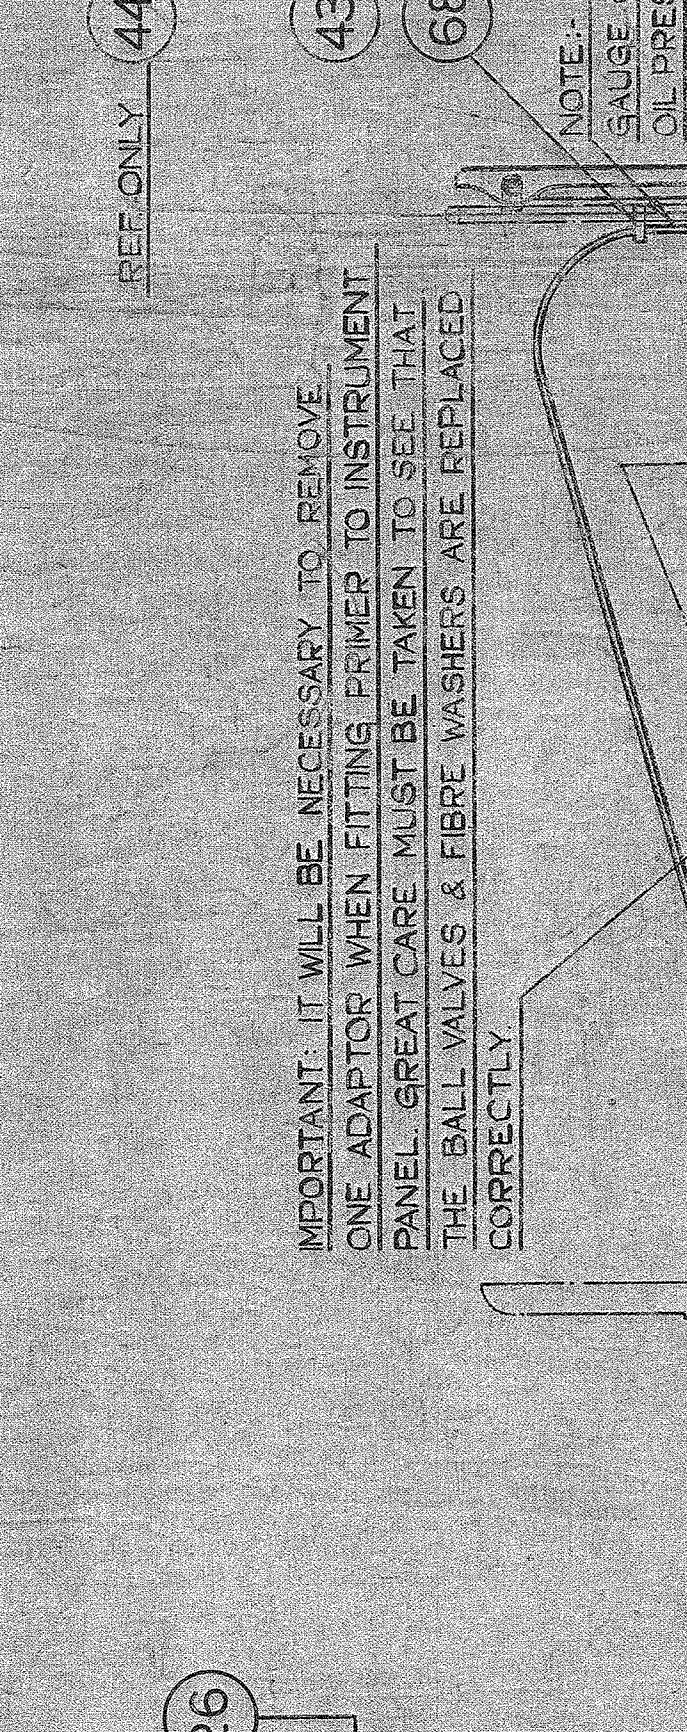 44
REF. ONLY
43
68
IMPORTANT: IT WILL BE NECESSARY TO REMOVE
ONE ADAPTOR WHEN FITTING PRIMER TO INSTRUMENT
PANEL. GREAT CARE MUST BE TAKEN TO SEE THAT
THE BALL VALVES & FIBRE WASHERS ARE REPLACED
CORRECTLY.
NOTE:-
GAUGE
OIL PRES
26